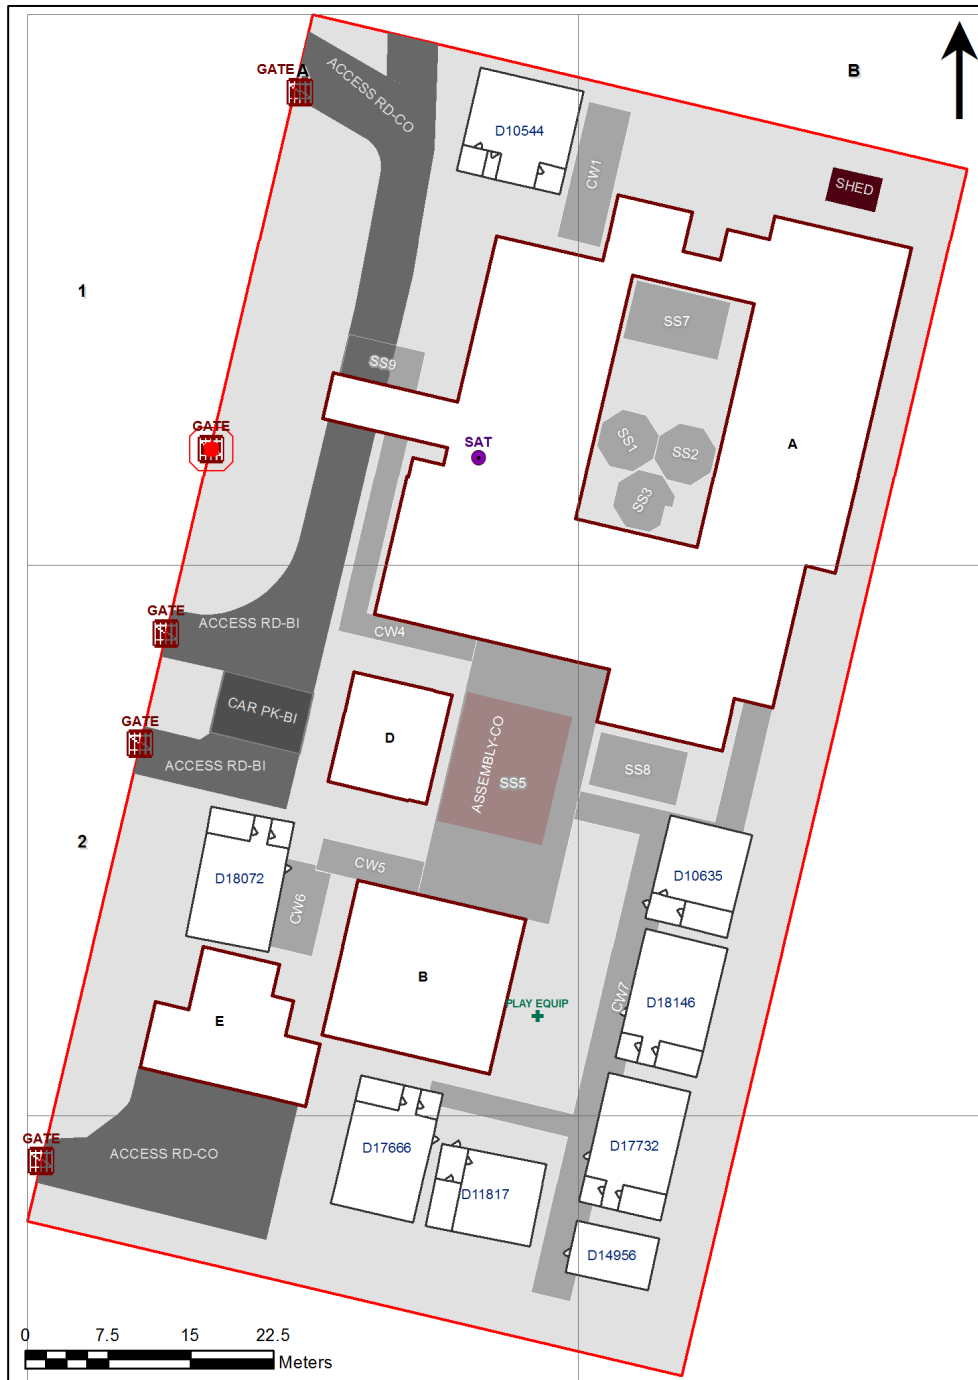 A
B
GATE
ACCESS RD-CO
D10544
CW1
SHED
1
SS7
SS9
GATE
SAT
SS1
SS2
A
SS3
GATE
ACCESS RD-BI
CW4
CAR PK-BI
GATE
D
ASSEMBLY-CO
SS5
SS8
ACCESS RD-BI
2
CW5
D18072
CW6
D10635
B
PLAY EQUIP
CW7
D18146
E
GATE
ACCESS RD-CO
D17666
D17732
D11817
D14956
0 7.5 15 22.5
Meters